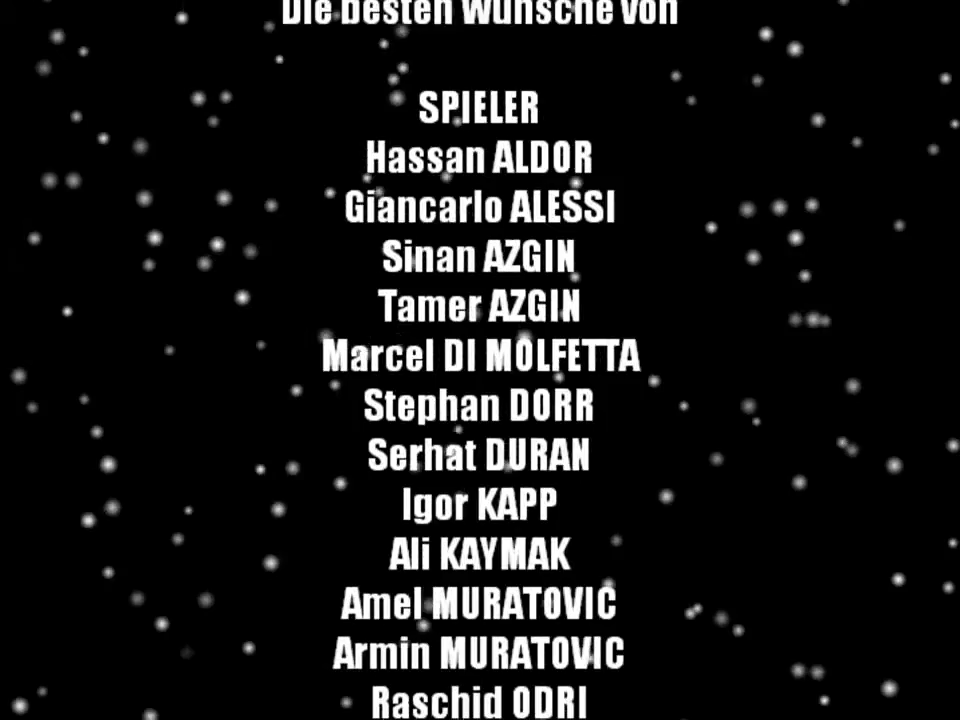 Die besten Wünsche von
SPIELER
Hassan ALDOR
Giancarlo ALESSI
Sinan AZGIN
Tamer AZGIN
Marcel DI MOLFETTA
Stephan DORR
Serhat DURAN
Igor KAPP
Ali KAYMAK
Amel MURATOVIC
Armin MURATOVIC
Raschid ODRI